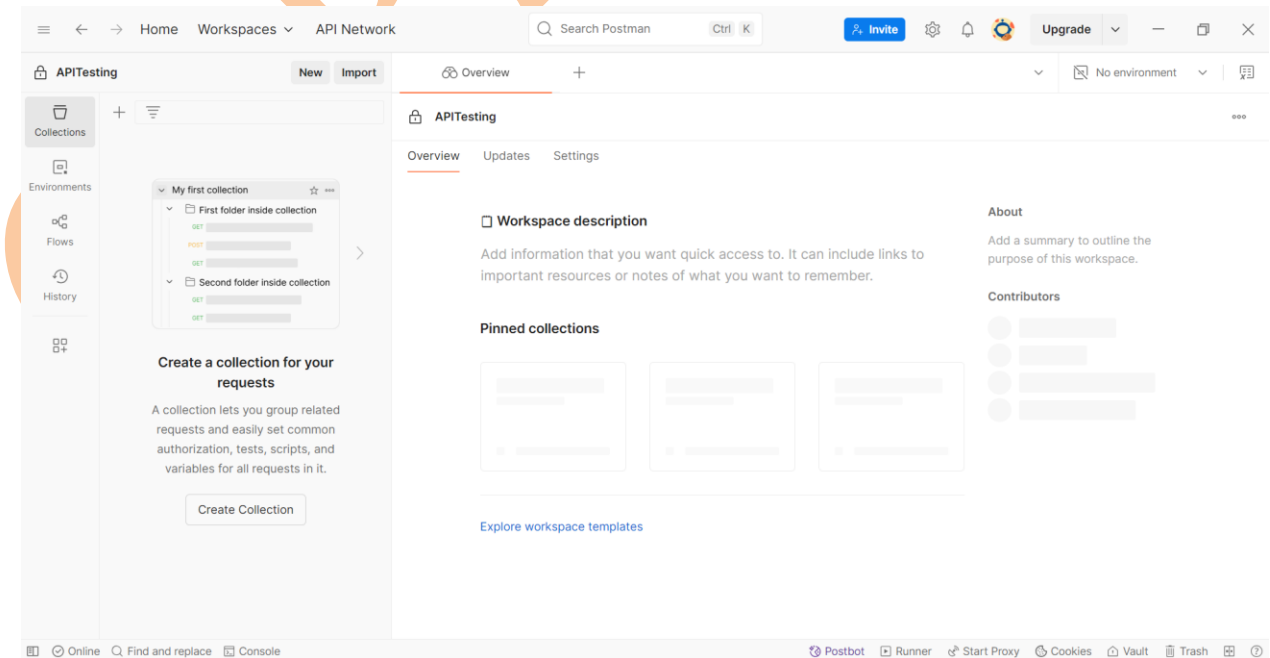 Home Workspaces API Network Search Postman Ctrl K Invite Upgrade
APITesting New Import Overview No environment
Collections
Environments
Flows
History
My first collection
First folder inside collection
GET
POST
GET
Second folder inside collection
GET
GET
Create a collection for your
requests
A collection lets you group related
requests and easily set common
authorization, tests, scripts, and
variables for all requests in it.
Create Collection
APITesting
Overview Updates Settings
Workspace description
Add information that you want quick access to. It can include links to
important resources or notes of what you want to remember.
Pinned collections
Explore workspace templates
About
Add a summary to outline the
purpose of this workspace.
Contributors
Online Find and replace Console Postbot Runner Start Proxy Cookies Vault Trash